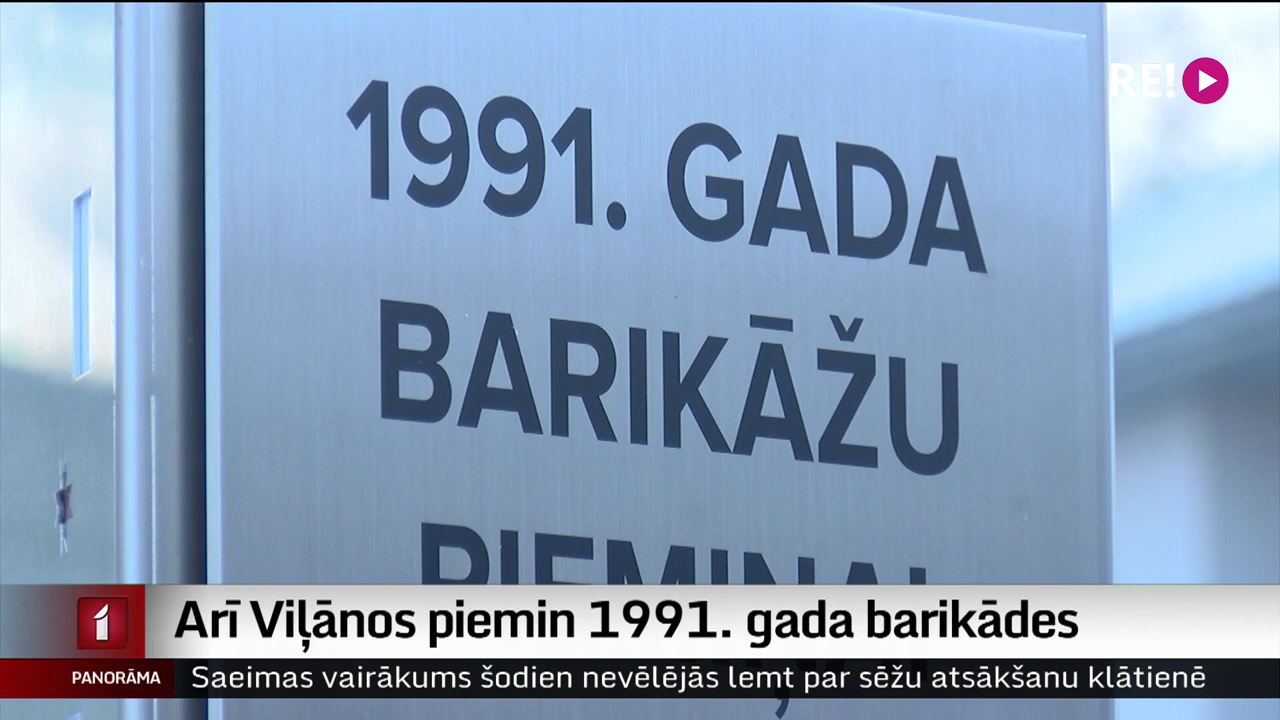 RE!
1991. GADA
BARIKĀŽU
PIEMIŅAI
1
Arī Viļānos piemin 1991. gada barikādes
PANORĀMA
Saeimas vairākums šodien nevēlējās lemt par sēžu atsākšanu klātienē